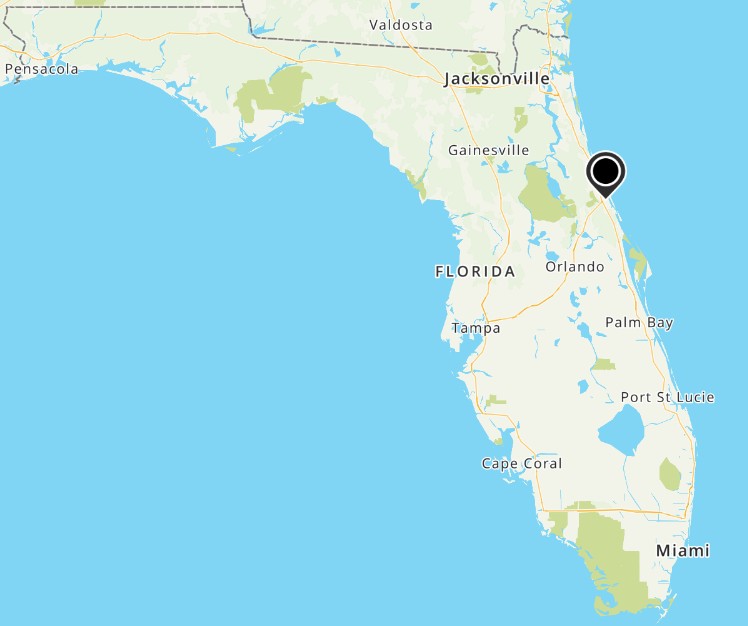 Valdosta
Pensacola
Jacksonville
Gainesville
FLORIDA
Orlando
Palm Bay
Tampa
Port St Lucie
Cape Coral
Miami